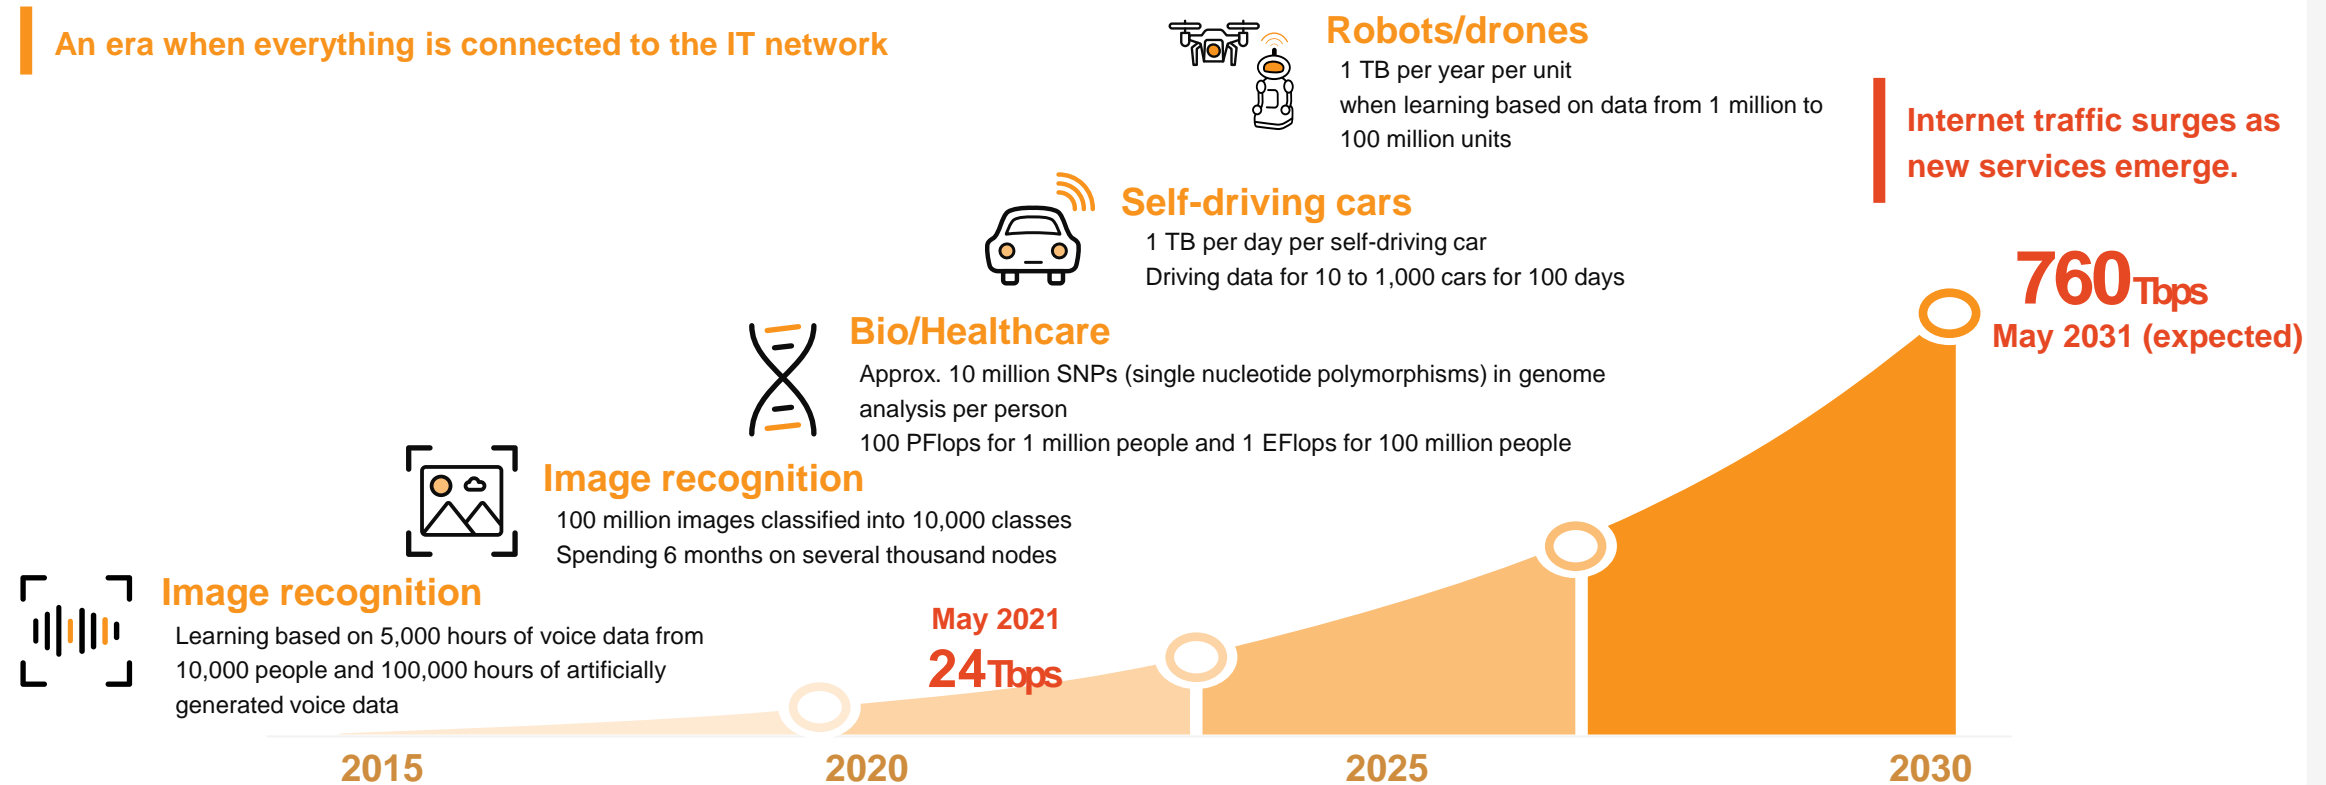 An era when everything is connected to the IT network
Robots/drones
1 TB per year per unit
when learning based on data from 1 million to
100 million units
Internet traffic surges as
new services emerge.
Self-driving cars
1 TB per day per self-driving car
Driving data for 10 to 1,000 cars for 100 days
760Tbps
May 2031 (expected)
Bio/Healthcare
Approx. 10 million SNPs (single nucleotide polymorphisms) in genome
analysis per person
100 PFlops for 1 million people and 1 EFlops for 100 million people
Image recognition
100 million images classified into 10,000 classes
Spending 6 months on several thousand nodes
Image recognition
Learning based on 5,000 hours of voice data from
10,000 people and 100,000 hours of artificially
generated voice data
May 2021
24Tbps
2015
2020
2025
2030